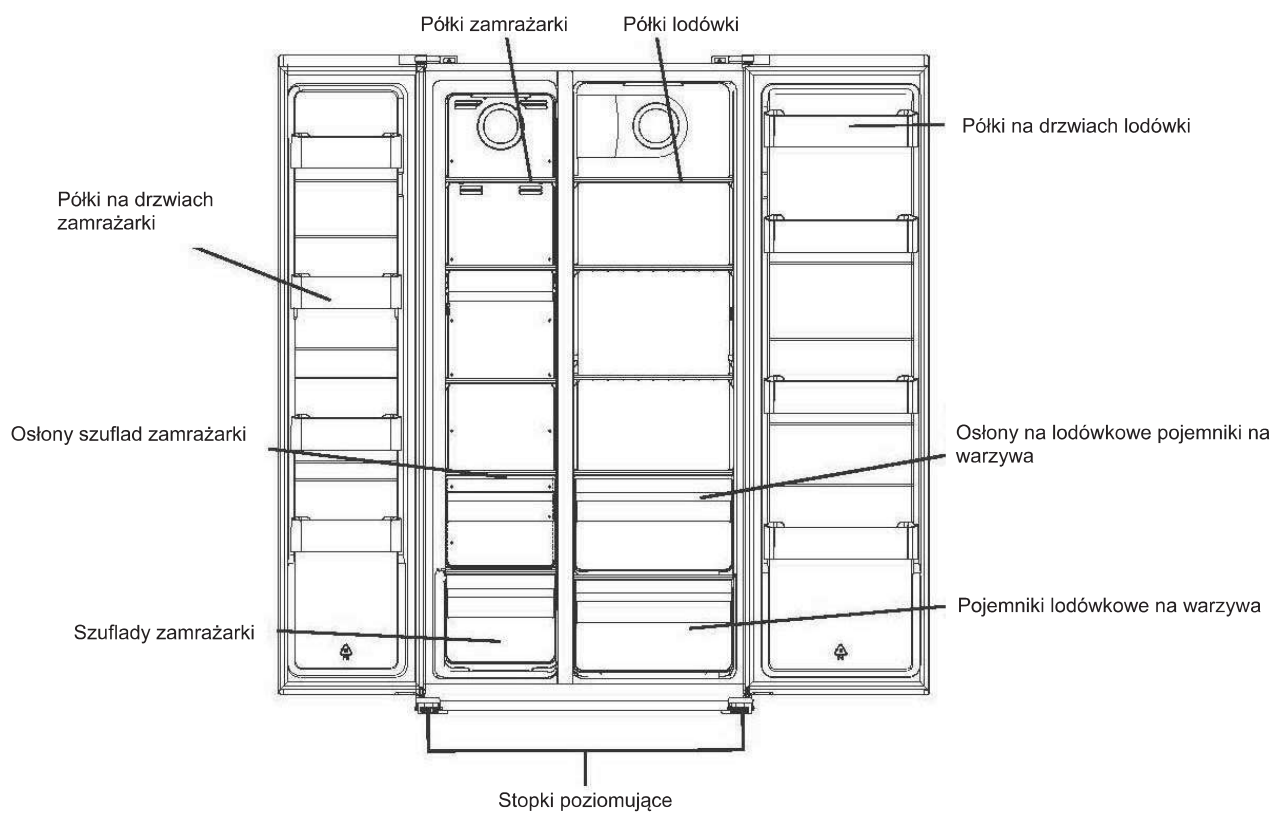 Półki zamrażarki
Półki lodówki
Półki na drzwiach lodówki
Półki na drzwiach
zamrażarki
Osłony szuflad zamrażarki
Osłony na lodówkowe pojemniki na
warzywa
Szuflady zamrażarki
Pojemniki lodówkowe na warzywa
Stopki poziomujące